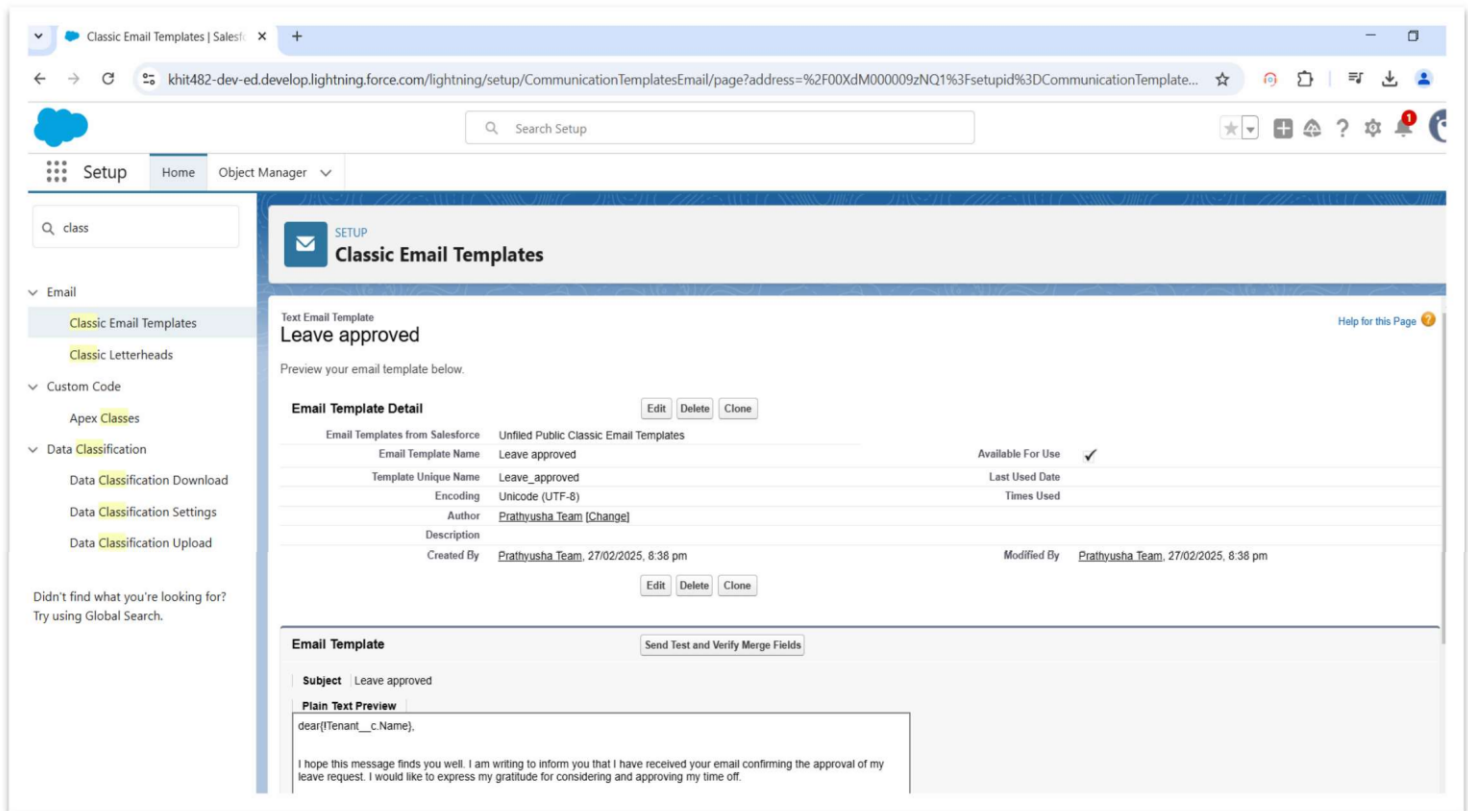 Classic Email Templates | Salesfo
khit482-dev-ed.develop.lightning.force.com/lightning/setup/CommunicationTemplatesEmail/page?address=%2F00XdM000009zNQ1%3Fsetupid%3DCommunicationTemplate...
Search Setup
1
Setup Home Object Manager
class
Email
Classic Email Templates
Classic Letterheads
Custom Code
Apex Classes
Data Classification
Data Classification Download
Data Classification Settings
Data Classification Upload
Didn't find what you're looking for?
Try using Global Search.
SETUP
Classic Email Templates
Text Email Template
Leave approved
Help for this Page
Preview your email template below.
Email Template Detail Edit Delete Clone
Email Templates from Salesforce Unfiled Public Classic Email Templates
Email Template Name Leave approved Available For Use ✓
Template Unique Name Leave_approved Last Used Date
Encoding Unicode (UTF-8) Times Used
Author Prathyusha Team [Change]
Description
Created By Prathyusha Team, 27/02/2025, 8:38 pm Modified By Prathyusha Team, 27/02/2025, 8:38 pm
Edit Delete Clone
Email Template Send Test and Verify Merge Fields
Subject Leave approved
Plain Text Preview
dear{!Tenant__c.Name},
I hope this message finds you well. I am writing to inform you that I have received your email confirming the approval of my
leave request. I would like to express my gratitude for considering and approving my time off.